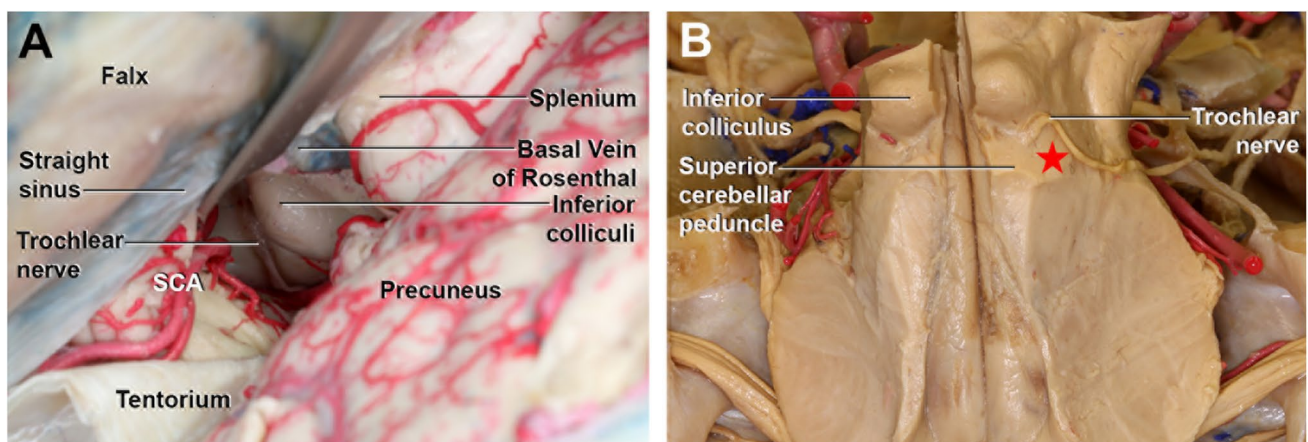 A
Falx
Straight
sinus
Trochlear
nerve
SCA
Tentorium
Splenium
Basal Vein
of Rosenthal
Inferior
colliculi
Precuneus
B
Inferior
colliculus
Superior
cerebellar
peduncle
Trochlear
nerve